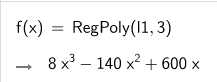 f(x) = RegPoly(l1, 3)
→ 8 x³ − 140 x² + 600 x